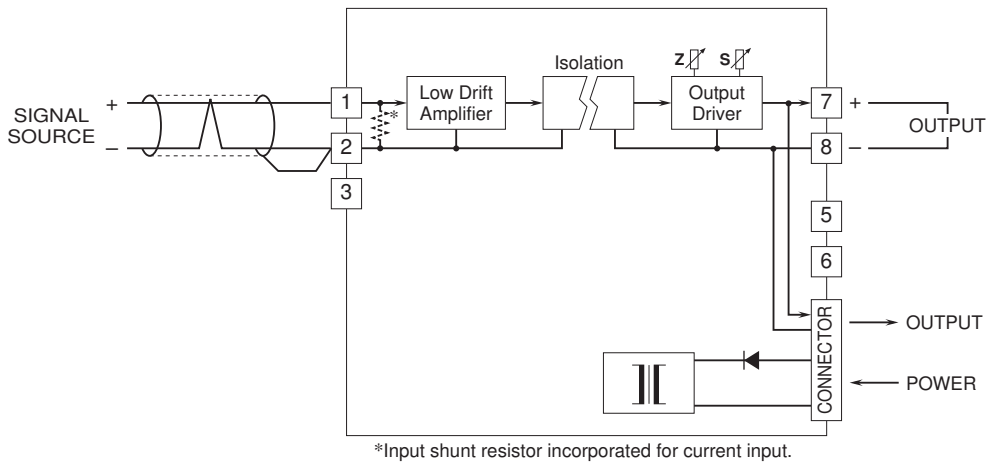 Isolation
Z
S
SIGNAL
SOURCE
+
–
1
*
Low Drift
Amplifier
Output
Driver
7
+
OUTPUT
2
8
–
3
5
6
CONNECTOR
OUTPUT
POWER
*Input shunt resistor incorporated for current input.